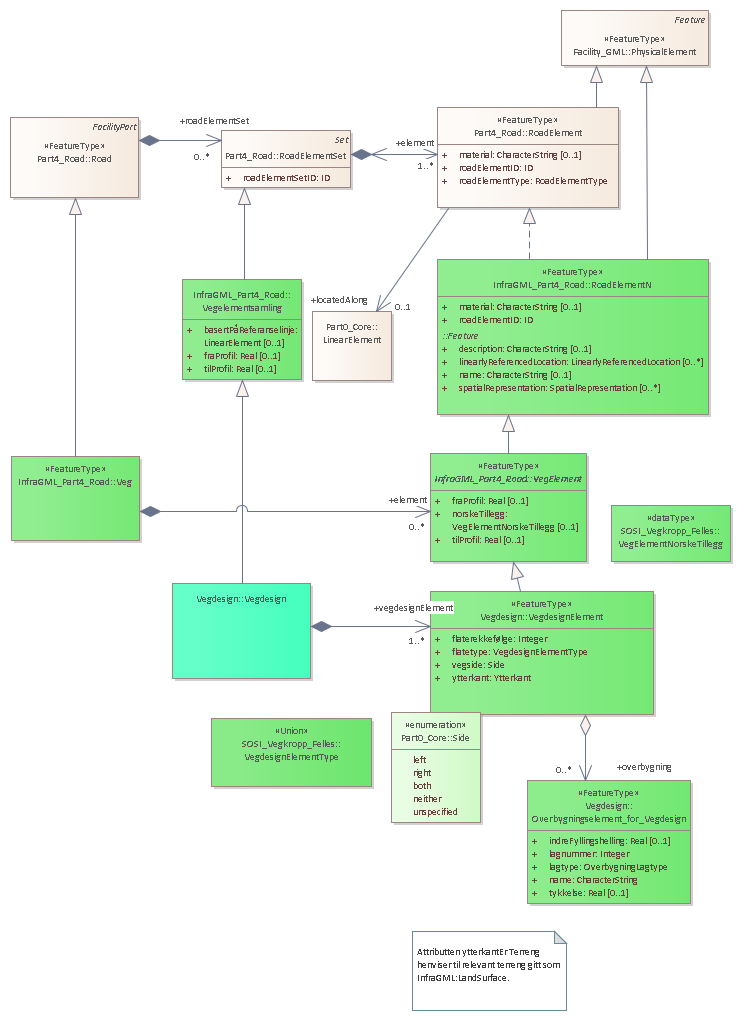 Feature
«FeatureType»
Facility_GML::PhysicalElement
FacilityPart
«FeatureType»
Part4_Road::Road
+roadElementSet
0..*
Set
Part4_Road::RoadElementSet
+ roadElementSetID: ID
+element
1..*
«FeatureType»
Part4_Road::RoadElement
+ material: CharacterString [0..1]
+ roadElementID: ID
+ roadElementType: RoadElementType
InfraGML_Part4_Road::
Vegelementsamling
+ basertPåReferanselinje:
LinearElement [0..1]
+ fraProfil: Real [0..1]
+ tilProfil: Real [0..1]
+locatedAlong
0..1
Part0_Core::
LinearElement
«FeatureType»
InfraGML_Part4_Road::RoadElementN
+ material: CharacterString [0..1]
+ roadElementID: ID
::Feature
+ description: CharacterString [0..1]
+ linearlyReferencedLocation: LinearlyReferencedLocation [0..*]
+ name: CharacterString [0..1]
+ spatialRepresentation: SpatialRepresentation [0..*]
«FeatureType»
InfraGML_Part4_Road::Veg
+element
0..*
«FeatureType»
InfraGML_Part4_Road::VegElement
+ fraProfil: Real [0..1]
+ norskeTillegg:
VegElementNorskeTillegg [0..1]
+ tilProfil: Real [0..1]
«dataType»
SOSI_Vegkropp_Felles::
VegElementNorskeTillegg
Vegdesign::Vegdesign
+vegdesignElement
1..*
«FeatureType»
Vegdesign::VegdesignElement
+ flaterekkefølge: Integer
+ flatetype: VegdesignElementType
+ vegside: Side
+ ytterkant: Ytterkant
«Union»
SOSI_Vegkropp_Felles::
VegdesignElementType
«enumeration»
Part0_Core::Side
left
right
both
neither
unspecified
0..*
+overbygning
«FeatureType»
Vegdesign::
Overbygningselement_for_Vegdesign
+ indreFyllingshelling: Real [0..1]
+ lagnummer: Integer
+ lagtype: OverbygningLagtype
+ name: CharacterString
+ tykkelse: Real [0..1]
Attributten ytterkantErTerreng
henviser til relevant terreng gitt som
InfraGML:LandSurface.